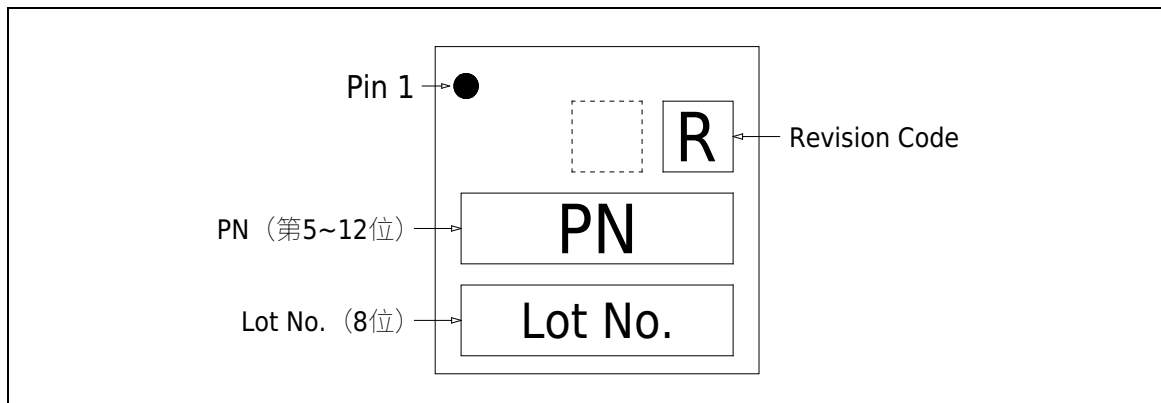 Pin 1
R
Revision Code
PN（第5~12位）
PN
Lot No.（8位）
Lot No.